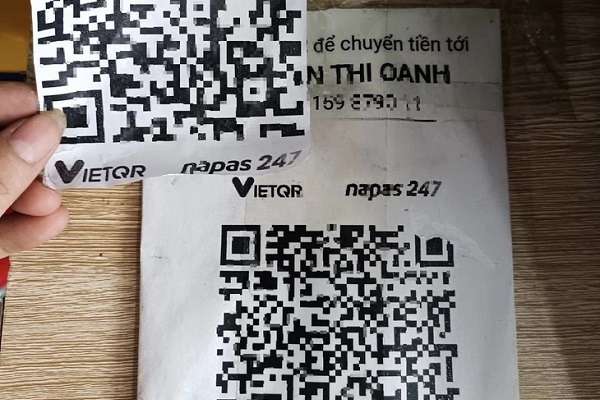 để chuyển tiền tới
N THI OANH
VIETQR napas 247
VIETQR napas 247